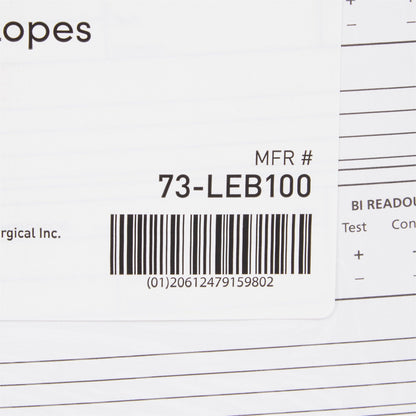 lopes
MFR #
73-LEB100
rgical Inc.
(01)20612479159802
+
−
BI READOU
Test Con
+
−
+
−